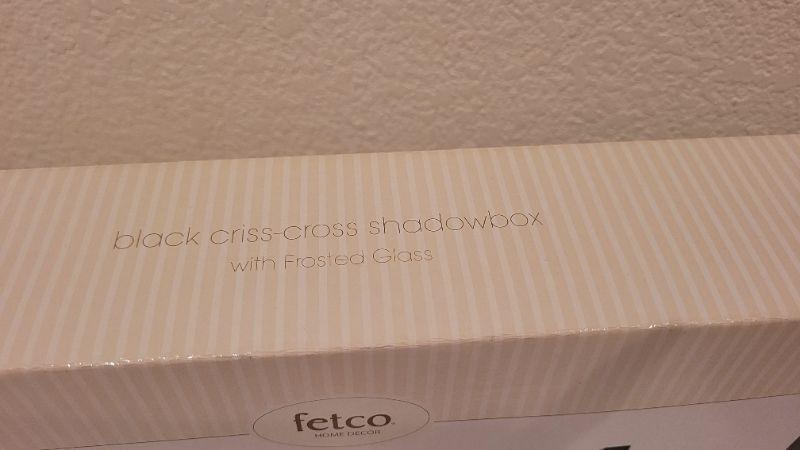 black criss-cross shadowbox
with Frosted Glass
fetco®
HOME DECOR